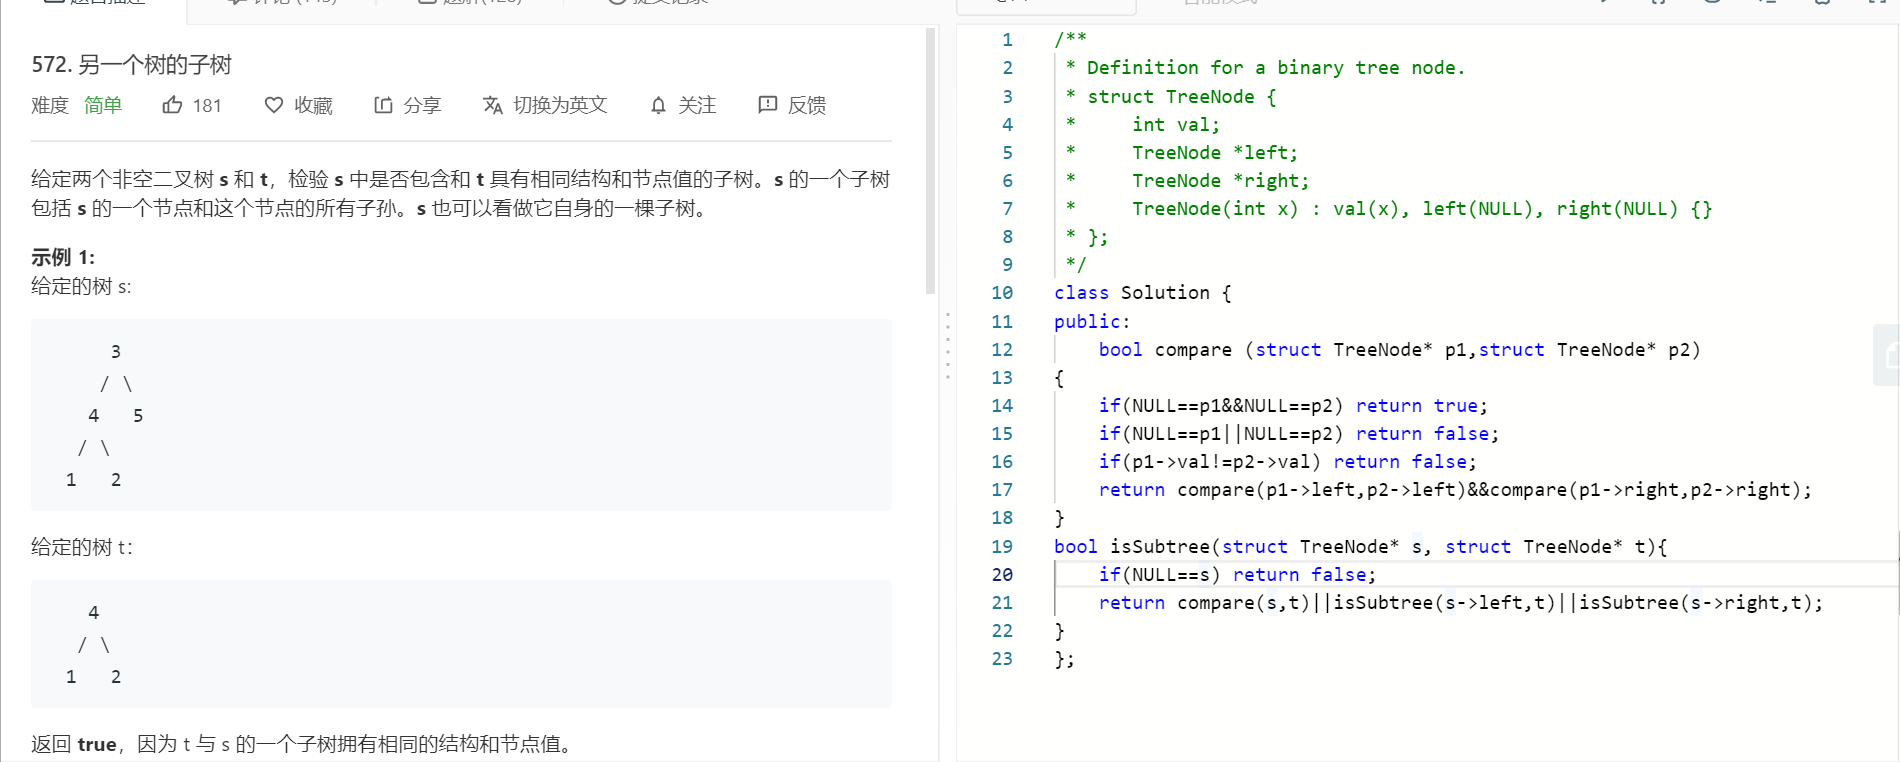 572. 另一个树的子树
难度 简单 181 收藏 分享 切换为英文 关注 反馈
给定两个非空二叉树 s 和 t，检验 s 中是否包含和 t 具有相同结构和节点值的子树。s 的一个子树
包括 s 的一个节点和这个节点的所有子孙。s 也可以看做它自身的一棵子树。
示例 1:
给定的树 s:
3
/ \
4 5
/ \
1 2
给定的树 t:
4
/ \
1 2
返回 true，因为 t 与 s 的一个子树拥有相同的结构和节点值。
1 /**
2 * Definition for a binary tree node.
3 * struct TreeNode {
4 * int val;
5 * TreeNode *left;
6 * TreeNode *right;
7 * TreeNode(int x) : val(x), left(NULL), right(NULL) {}
8 * };
9 */
10 class Solution {
11 public:
12 bool compare (struct TreeNode* p1,struct TreeNode* p2)
13 {
14 if(NULL==p1&&NULL==p2) return true;
15 if(NULL==p1||NULL==p2) return false;
16 if(p1->val!=p2->val) return false;
17 return compare(p1->left,p2->left)&&compare(p1->right,p2->right);
18 }
19 bool isSubtree(struct TreeNode* s, struct TreeNode* t){
20 if(NULL==s) return false;
21 return compare(s,t)||isSubtree(s->left,t)||isSubtree(s->right,t);
22 }
23 };